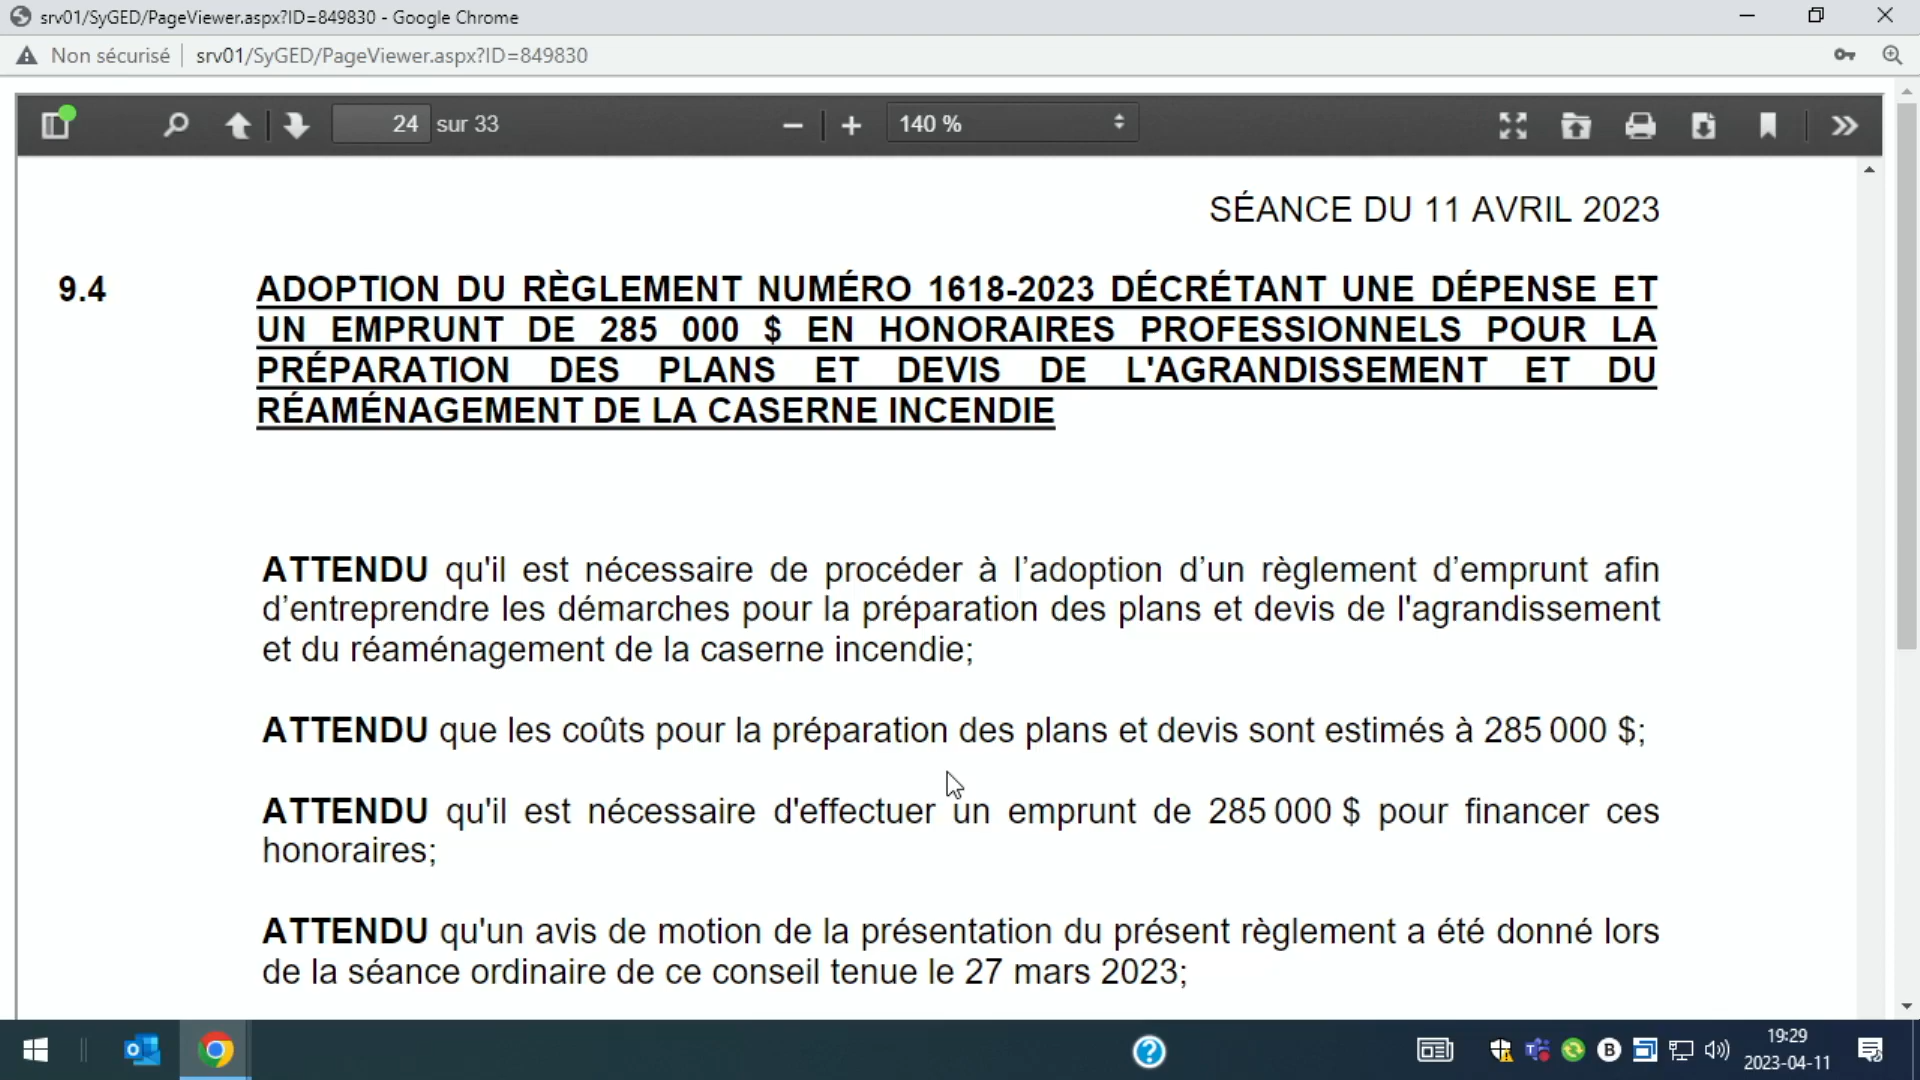 srv01/SyGED/PageViewer.aspx?ID=849830 - Google Chrome
Non sécurisé srv01/SyGED/PageViewer.aspx?ID=849830
24 sur 33 140 %
SÉANCE DU 11 AVRIL 2023
9.4 ADOPTION DU RÈGLEMENT NUMÉRO 1618-2023 DÉCRÉTANT UNE DÉPENSE ET
UN EMPRUNT DE 285 000 $ EN HONORAIRES PROFESSIONNELS POUR LA
PRÉPARATION DES PLANS ET DEVIS DE L'AGRANDISSEMENT ET DU
RÉAMÉNAGEMENT DE LA CASERNE INCENDIE
ATTENDU qu'il est nécessaire de procéder à l’adoption d’un règlement d’emprunt afin
d’entreprendre les démarches pour la préparation des plans et devis de l'agrandissement
et du réaménagement de la caserne incendie;
ATTENDU que les coûts pour la préparation des plans et devis sont estimés à 285 000 $;
ATTENDU qu'il est nécessaire d'effectuer un emprunt de 285 000 $ pour financer ces
honoraires;
ATTENDU qu'un avis de motion de la présentation du présent règlement a été donné lors
de la séance ordinaire de ce conseil tenue le 27 mars 2023;
19:29
2023-04-11